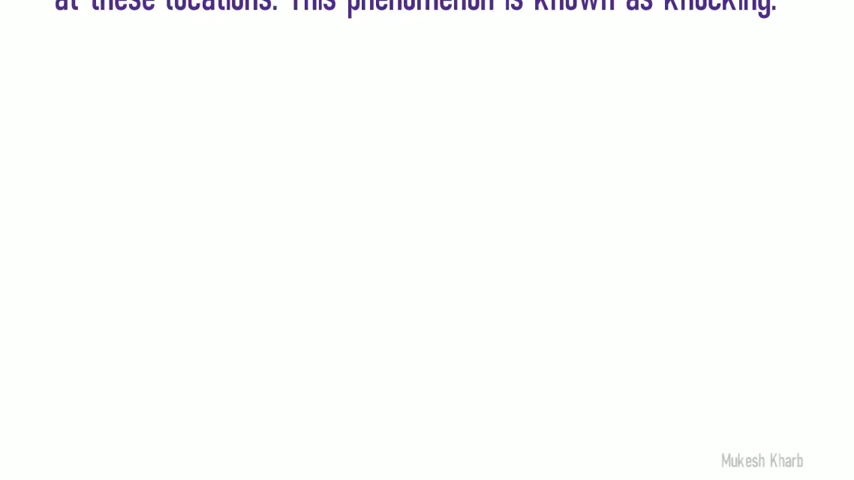 at these locations. This phenomenon is known as knocking.
Mukesh Kharb